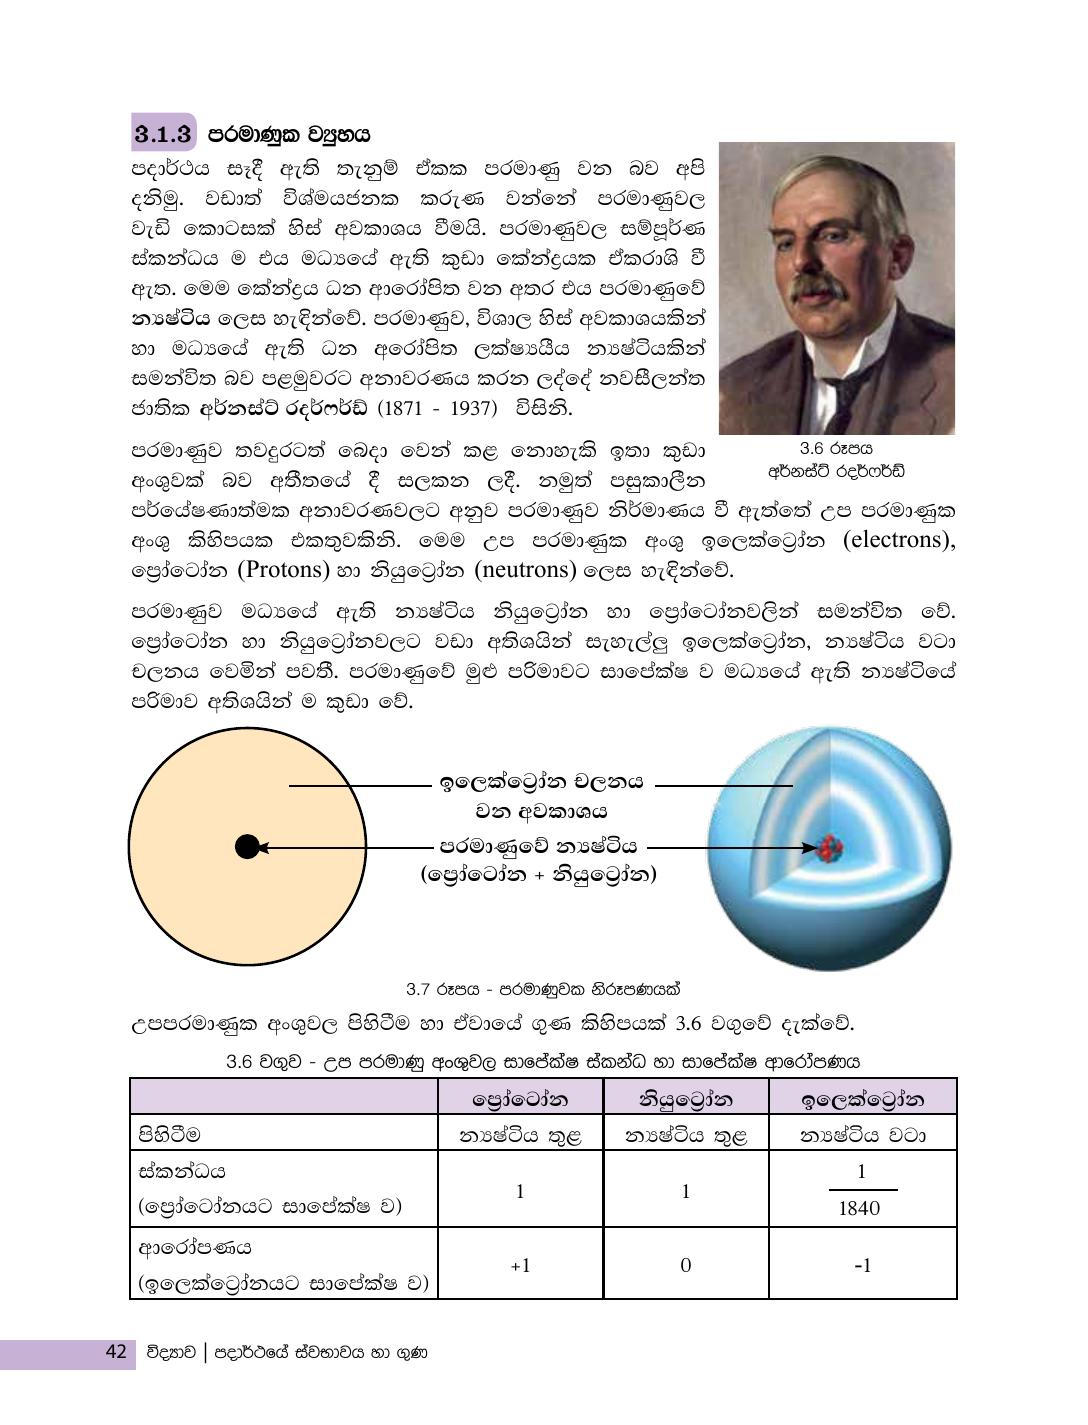 3.1.3 පරමාණුක ව්‍යුහය
පදාර්ථය සෑදී ඇති තැනුම් ඒකක පරමාණු වන බව අපි
දනිමු. වඩාත් විශ්මයජනක කරුණ වන්නේ පරමාණුවල
වැඩි කොටසක් හිස් අවකාශය වීමයි. පරමාණුවල සම්පූර්ණ
ස්කන්ධය ම එය මධ්‍යයේ ඇති කුඩා කේන්ද්‍රයක ඒකරාශී වී
ඇත. මෙම කේන්ද්‍රය ධන ආරෝපිත වන අතර එය පරමාණුවේ
න්‍යෂ්ටිය ලෙස හැඳින්වේ. පරමාණුව, විශාල හිස් අවකාශයකින්
හා මධ්‍යයේ ඇති ධන අරෝපිත ලක්ෂ්‍යයීය න්‍යෂ්ටියකින්
සමන්විත බව පළමුවරට අනාවරණය කරන ලද්දේ නවසීලන්ත
ජාතික අර්නස්ට් රදර්ෆර්ඩ් (1871 - 1937) විසිනි.
3.6 රූපය
අර්නස්ට් රදර්ෆර්ඩ්
පරමාණුව තවදුරටත් බෙදා වෙන් කළ නොහැකි ඉතා කුඩා
අංශුවක් බව අතීතයේ දී සලකන ලදී. නමුත් පසුකාලීන
පර්යේෂණාත්මක අනාවරණවලට අනුව පරමාණුව නිර්මාණය වී ඇත්තේ උප පරමාණුක
අංශු කිහිපයක එකතුවකිනි. මෙම උප පරමාණුක අංශු ඉලෙක්ට්‍රෝන (electrons),
ප්‍රෝටෝන (Protons) හා නියුට්‍රෝන (neutrons) ලෙස හැඳින්වේ.
පරමාණුව මධ්‍යයේ ඇති න්‍යෂ්ටිය නියුට්‍රෝන හා ප්‍රෝටෝනවලින් සමන්විත වේ.
ප්‍රෝටෝන හා නියුට්‍රෝනවලට වඩා අතිශයින් සැහැල්ලු ඉලෙක්ට්‍රෝන, න්‍යෂ්ටිය වටා
චලනය වෙමින් පවතී. පරමාණුවේ මුළු පරිමාවට සාපේක්ෂ ව මධ්‍යයේ ඇති න්‍යෂ්ටියේ
පරිමාව අතිශයින් ම කුඩා වේ.
ඉලෙක්ට්‍රෝන චලනය
වන අවකාශය
පරමාණුවේ න්‍යෂ්ටිය
(ප්‍රෝටෝන + නියුට්‍රෝන)
3.7 රූපය - පරමාණුවක නිරූපණයක්
උපපරමාණුක අංශුවල පිහිටීම හා ඒවායේ ගුණ කිහිපයක් 3.6 වගුවේ දැක්වේ.
3.6 වගුව - උප පරමාණු අංශුවල සාපේක්ෂ ස්කන්ධ හා සාපේක්ෂ ආරෝපණය
ප්‍රෝටෝන නියුට්‍රෝන ඉලෙක්ට්‍රෝන
පිහිටීම න්‍යෂ්ටිය තුළ න්‍යෂ්ටිය තුළ න්‍යෂ්ටිය වටා
ස්කන්ධය
(ප්‍රෝටෝනයට සාපේක්ෂ ව)
1 1 1/1840
ආරෝපණය
(ඉලෙක්ට්‍රෝනයට සාපේක්ෂ ව)
+1 0 -1
42 විද්‍යාව | පදාර්ථයේ ස්වභාවය හා ගුණ